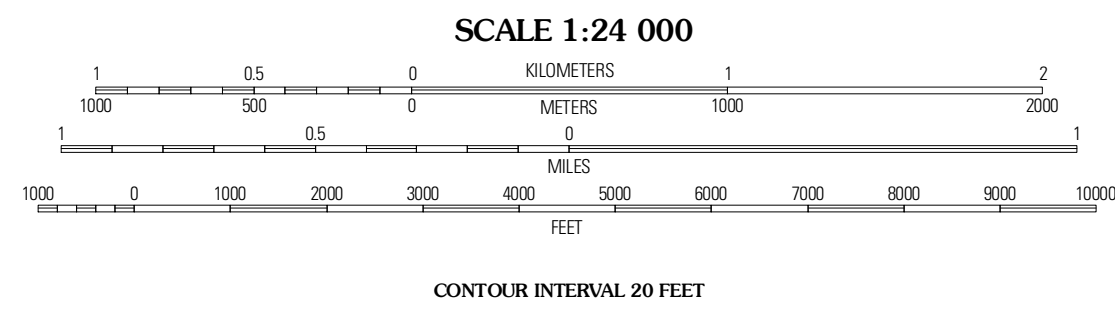 SCALE 1:24 000
1 0.5 0 KILOMETERS 1 2
1000 500 0 METERS 1000 2000
1 0.5 0 1
MILES
1000 0 1000 2000 3000 4000 5000 6000 7000 8000 9000 10000
FEET
CONTOUR INTERVAL 20 FEET